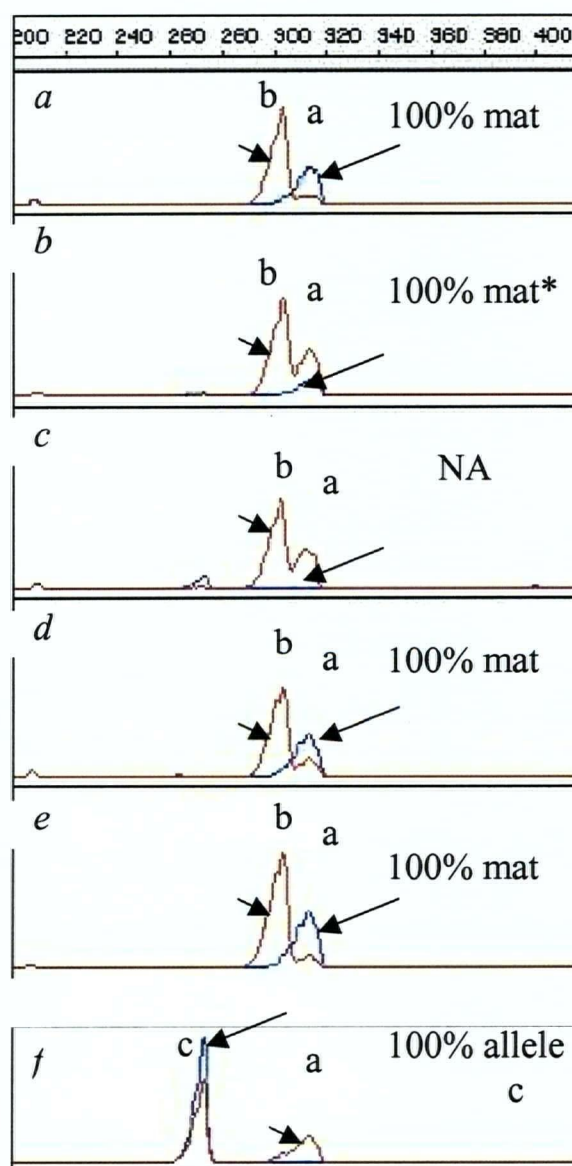 200 220 240 260 280 300 320 340 360 380 400
a b a 100% mat
b b a 100% mat*
c b a NA
d b a 100% mat
e b a 100% mat
f c a 100% allele
c